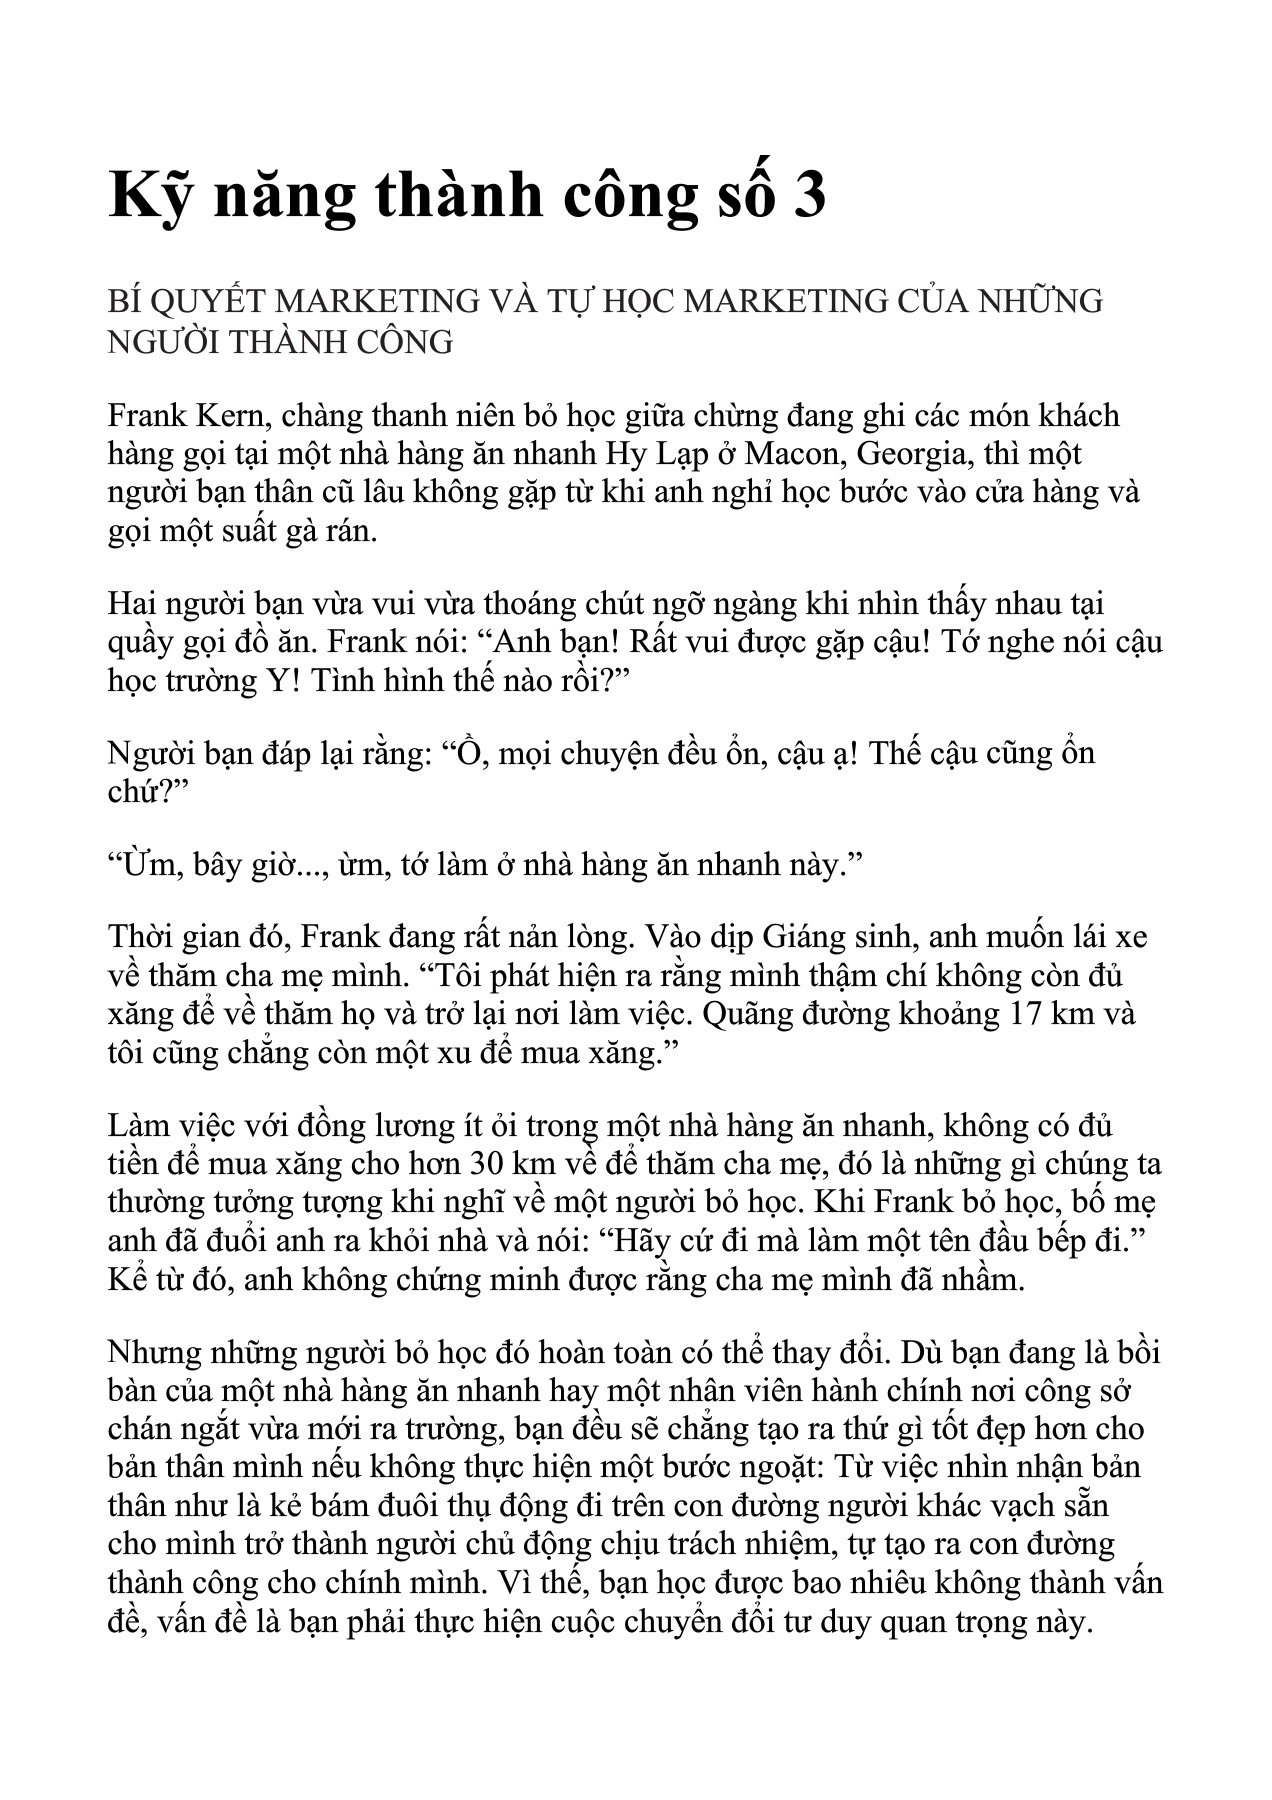 Kỹ năng thành công số 3
BÍ QUYẾT MARKETING VÀ TỰ HỌC MARKETING CỦA NHỮNG
NGƯỜI THÀNH CÔNG
Frank Kern, chàng thanh niên bỏ học giữa chừng đang ghi các món khách
hàng gọi tại một nhà hàng ăn nhanh Hy Lạp ở Macon, Georgia, thì một
người bạn thân cũ lâu không gặp từ khi anh nghỉ học bước vào cửa hàng và
gọi một suất gà rán.
Hai người bạn vừa vui vừa thoáng chút ngỡ ngàng khi nhìn thấy nhau tại
quầy gọi đồ ăn. Frank nói: “Anh bạn! Rất vui được gặp cậu! Tớ nghe nói cậu
học trường Y! Tình hình thế nào rồi?”
Người bạn đáp lại rằng: “Ồ, mọi chuyện đều ổn, cậu ạ! Thế cậu cũng ổn
chứ?”
“Ừm, bây giờ..., ừm, tớ làm ở nhà hàng ăn nhanh này.”
Thời gian đó, Frank đang rất nản lòng. Vào dịp Giáng sinh, anh muốn lái xe
về thăm cha mẹ mình. “Tôi phát hiện ra rằng mình thậm chí không còn đủ
xăng để về thăm họ và trở lại nơi làm việc. Quãng đường khoảng 17 km và
tôi cũng chẳng còn một xu để mua xăng.”
Làm việc với đồng lương ít ỏi trong một nhà hàng ăn nhanh, không có đủ
tiền để mua xăng cho hơn 30 km về để thăm cha mẹ, đó là những gì chúng ta
thường tưởng tượng khi nghĩ về một người bỏ học. Khi Frank bỏ học, bố mẹ
anh đã đuổi anh ra khỏi nhà và nói: “Hãy cứ đi mà làm một tên đầu bếp đi.”
Kể từ đó, anh không chứng minh được rằng cha mẹ mình đã nhầm.
Nhưng những người bỏ học đó hoàn toàn có thể thay đổi. Dù bạn đang là bồi
bàn của một nhà hàng ăn nhanh hay một nhân viên hành chính nơi công sở
chán ngắt vừa mới ra trường, bạn đều sẽ chẳng tạo ra thứ gì tốt đẹp hơn cho
bản thân mình nếu không thực hiện một bước ngoặt: Từ việc nhìn nhận bản
thân như là kẻ bám đuôi thụ động đi trên con đường người khác vạch sẵn
cho mình trở thành người chủ động chịu trách nhiệm, tự tạo ra con đường
thành công cho chính mình. Vì thế, bạn học được bao nhiêu không thành vấn
đề, vấn đề là bạn phải thực hiện cuộc chuyển đổi tư duy quan trọng này.